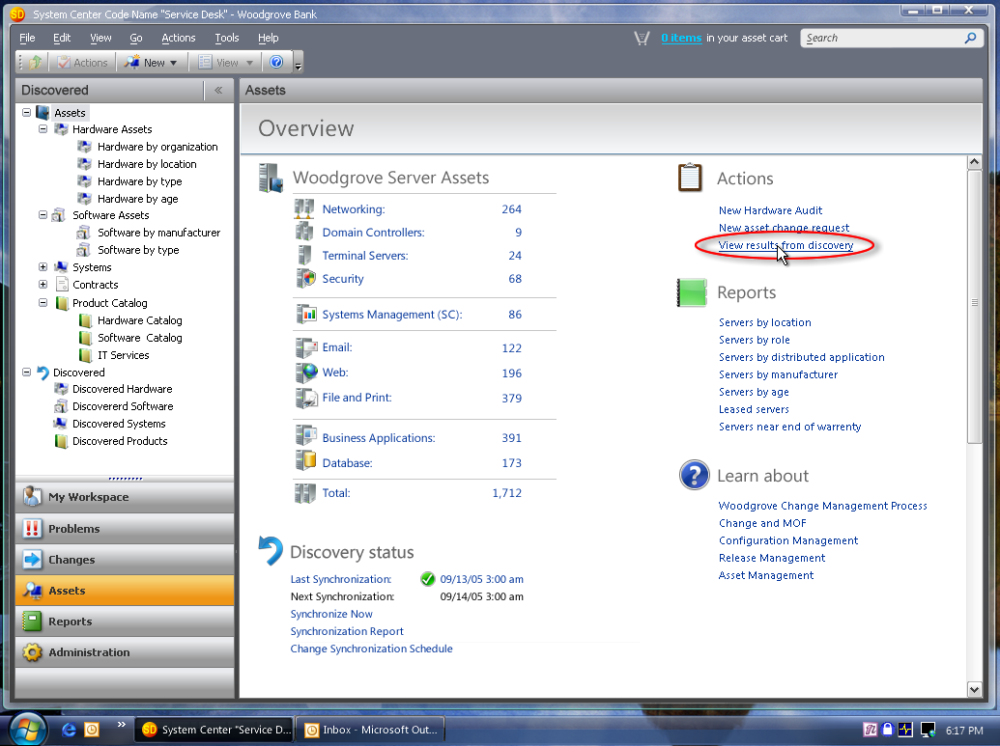 System Center Code Name "Service Desk" - Woodgrove Bank
File Edit View Go Actions Tools Help
0 items in your asset cart
Search
Actions New View
Discovered
Assets
Hardware Assets
Hardware by organization
Hardware by location
Hardware by type
Hardware by age
Software Assets
Software by manufacturer
Software by type
Systems
Contracts
Product Catalog
Hardware Catalog
Software Catalog
IT Services
Discovered
Discovered Hardware
Discovererd Software
Discovered Systems
Discovered Products
My Workspace
Problems
Changes
Assets
Reports
Administration
Assets
Overview
Woodgrove Server Assets
Networking: 264
Domain Controllers: 9
Terminal Servers: 24
Security 68
Systems Management (SC): 86
Email: 122
Web: 196
File and Print: 379
Business Applications: 391
Database: 173
Total: 1,712
Discovery status
Last Synchronization: 09/13/05 3:00 am
Next Synchronization: 09/14/05 3:00 am
Synchronize Now
Synchronization Report
Change Synchronization Schedule
Actions
New Hardware Audit
New asset change request
View results from discovery
Reports
Servers by location
Servers by role
Servers by distributed application
Servers by manufacturer
Servers by age
Leased servers
Servers near end of warrenty
Learn about
Woodgrove Change Management Process
Change and MOF
Configuration Management
Release Management
Asset Management
SD System Center "Service D...
Inbox - Microsoft Out...
6:17 PM